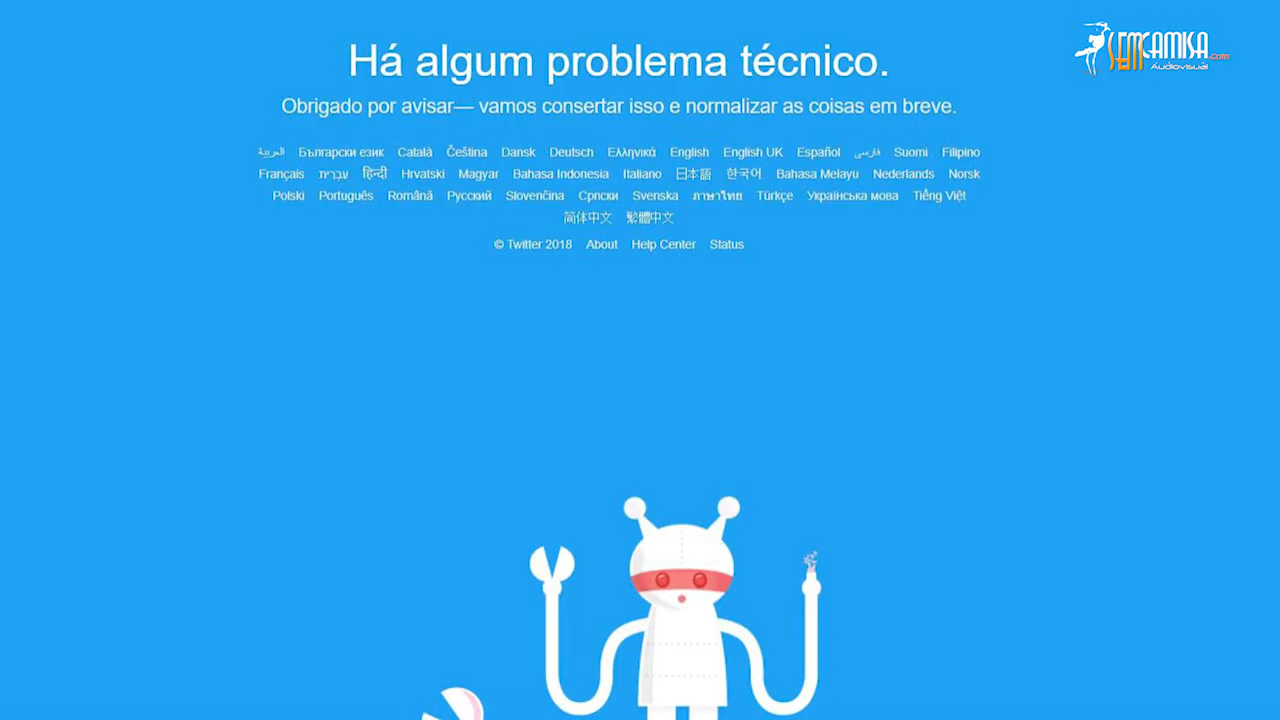 Há algum problema técnico.
Obrigado por avisar— vamos consertar isso e normalizar as coisas em breve.
العربية Български език Català Čeština Dansk Deutsch Ελληνικά English English UK Español فارسی Suomi Filipino
Français עִבְרִית हिन्दी Hrvatski Magyar Bahasa Indonesia Italiano 日本語 한국어 Bahasa Melayu Nederlands Norsk
Polski Português Română Русский Slovenčina Српски Svenska ภาษาไทย Türkçe Українська мова Tiếng Việt
简体中文 繁體中文
© Twitter 2018 About Help Center Status
SEMCAMISA.com
Audiovisual